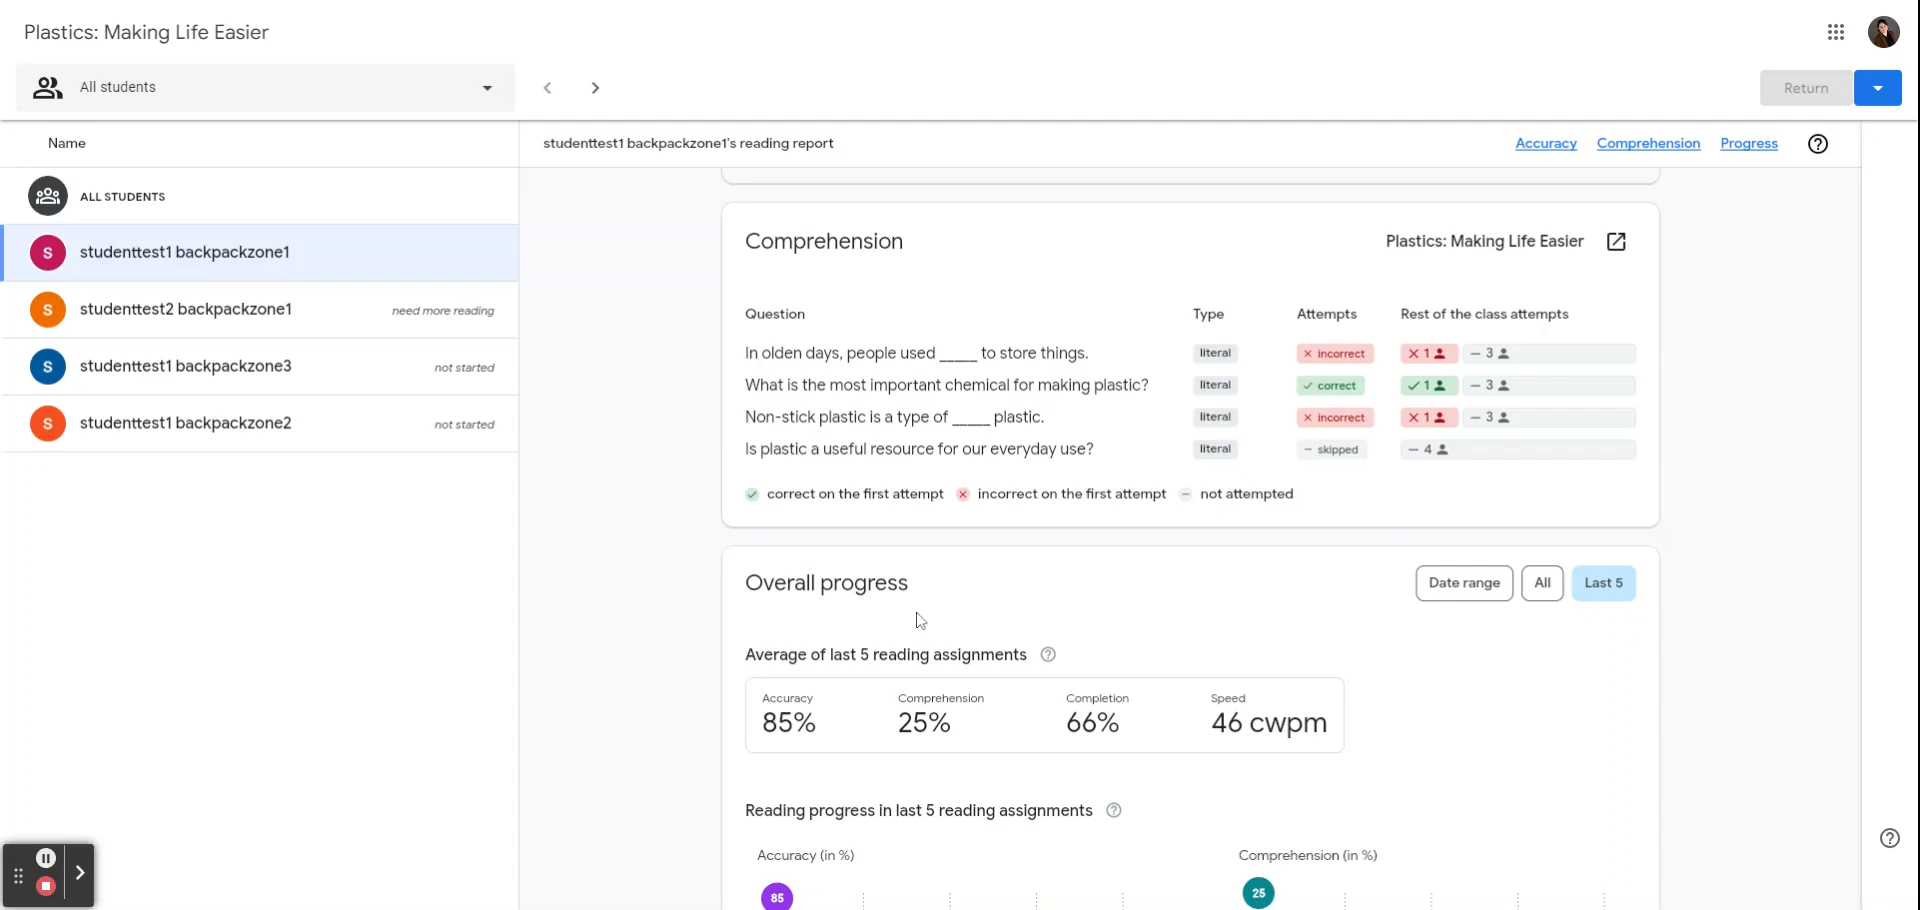 Plastics: Making Life Easier
All students
Return
Name
studenttest1 backpackzone1's reading report
Accuracy Comprehension Progress
ALL STUDENTS
S studenttest1 backpackzone1
S studenttest2 backpackzone1 need more reading
S studenttest1 backpackzone3 not started
S studenttest1 backpackzone2 not started
Comprehension Plastics: Making Life Easier
Question Type Attempts Rest of the class attempts
In olden days, people used _____ to store things. literal × incorrect × 1 – 3
What is the most important chemical for making plastic? literal ✓ correct ✓ 1 – 3
Non-stick plastic is a type of _____ plastic. literal × incorrect × 1 – 3
Is plastic a useful resource for our everyday use? literal – skipped – 4
✓ correct on the first attempt × incorrect on the first attempt – not attempted
Overall progress Date range All Last 5
Average of last 5 reading assignments ?
Accuracy Comprehension Completion Speed
85% 25% 66% 46 cwpm
Reading progress in last 5 reading assignments ?
Accuracy (in %) Comprehension (in %)
85 25